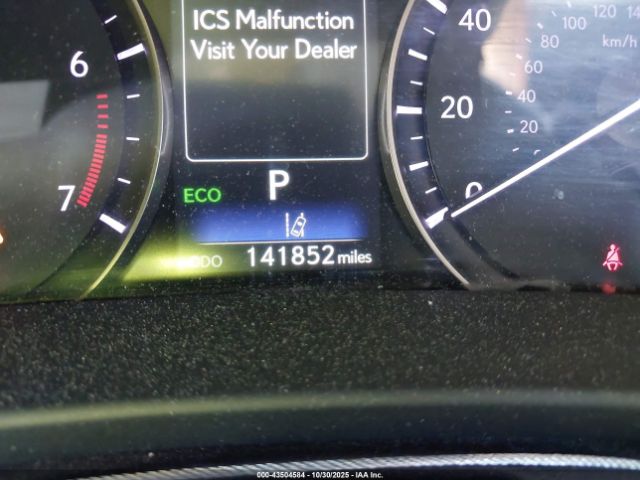 ICS Malfunction
Visit Your Dealer
6
7
P
ECO
ODO 141852 miles
40
20
0
120
100
80
60
40
20
km/h
000-43504584 - 10/30/2025 - IAA Inc.